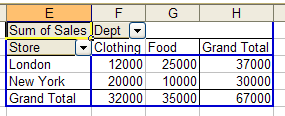 E F G H
Sum of Sales Dept
Store Clothing Food Grand Total
London 12000 25000 37000
New York 20000 10000 30000
Grand Total 32000 35000 67000